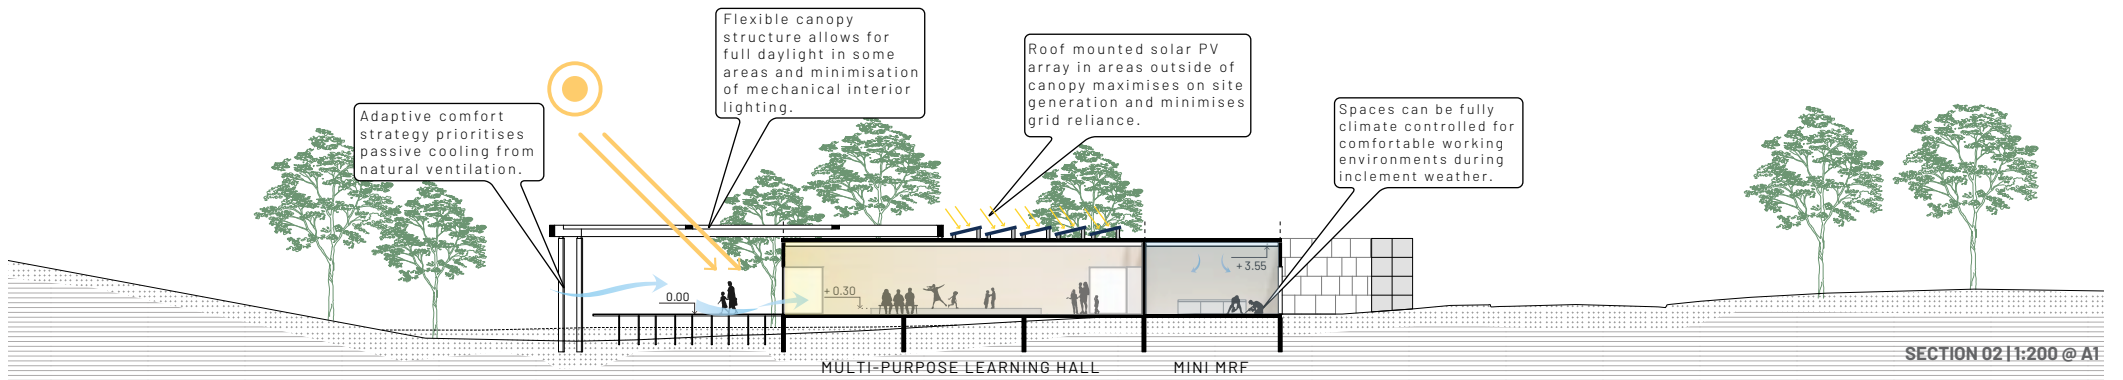 Flexible canopy
structure allows for
full daylight in some
areas and minimisation
of mechanical interior
lighting.
Roof mounted solar PV
array in areas outside of
canopy maximises on site
generation and minimises
grid reliance.
Adaptive comfort
strategy prioritises
passive cooling from
natural ventilation.
Spaces can be fully
climate controlled for
comfortable working
environments during
inclement weather.
+ 3.55
+ 0.30
0.00
MULTI-PURPOSE LEARNING HALL
MINI MRF
SECTION 02 | 1:200 @ A1